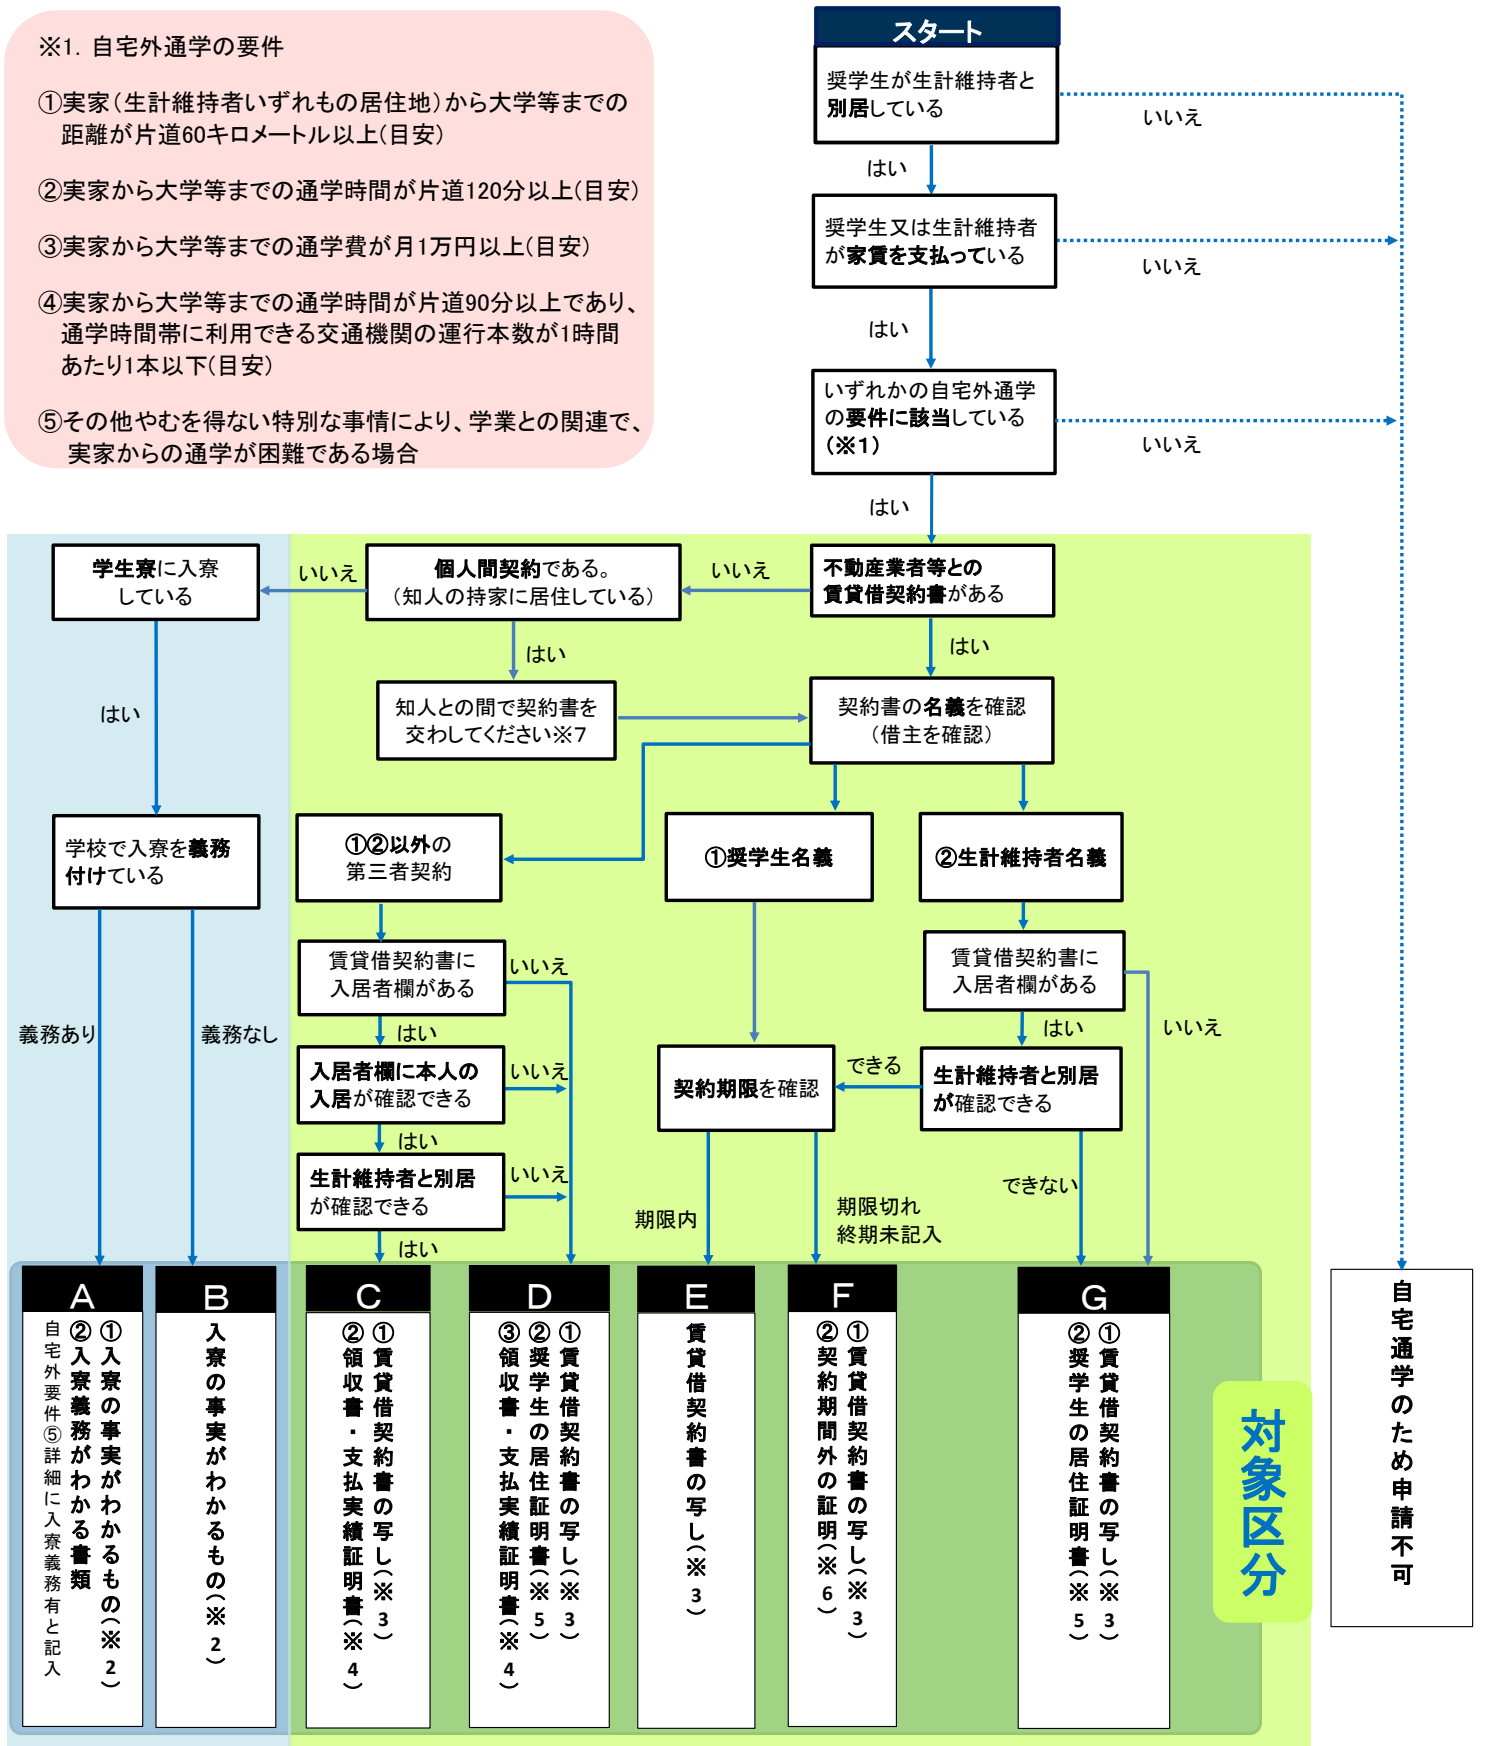 ※1. 自宅外通学の要件
①実家(生計維持者いずれもの居住地)から大学等までの
距離が片道60キロメートル以上(目安)
②実家から大学等までの通学時間が片道120分以上(目安)
③実家から大学等までの通学費が月1万円以上(目安)
④実家から大学等までの通学時間が片道90分以上であり、
通学時間帯に利用できる交通機関の運行本数が1時間
あたり1本以下(目安)
⑤その他やむを得ない特別な事情により、学業との関連で、
実家からの通学が困難である場合
スタート
奨学生が生計維持者と
別居している
いいえ
はい
奨学生又は生計維持者
が家賃を支払っている
いいえ
はい
いずれかの自宅外通学
の要件に該当している
(※1)
いいえ
はい
不動産業者等との
賃貸借契約書がある
いいえ
個人間契約である。
(知人の持家に居住している)
いいえ
学生寮に入寮
している
はい
はい
はい
知人との間で契約書を
交わしてください※7
契約書の名義を確認
(借主を確認)
学校で入寮を義務
付けている
①②以外の
第三者契約
①奨学生名義
②生計維持者名義
賃貸借契約書に
入居者欄がある
いいえ
賃貸借契約書に
入居者欄がある
義務あり
義務なし
はい
はい
いいえ
入居者欄に本人の
入居が確認できる
いいえ
契約期限を確認
できる
生計維持者と別居
が確認できる
はい
生計維持者と別居
が確認できる
いいえ
できない
期限内
期限切れ
終期未記入
はい
A
①入寮の事実がわかるもの(※2)
②入寮義務がわかる書類
自宅外要件⑤詳細に入寮義務有と記入
B
入寮の事実がわかるもの(※2)
C
①賃貸借契約書の写し(※3)
②領収書・支払実績証明書(※4)
D
①賃貸借契約書の写し(※3)
②奨学生の居住証明書(※5)
③領収書・支払実績証明書(※4)
E
賃貸借契約書の写し(※3)
F
①賃貸借契約書の写し(※3)
②契約期間外の証明(※6)
G
①賃貸借契約書の写し(※3)
②奨学生の居住証明書(※5)
対象区分
自宅通学のため申請不可